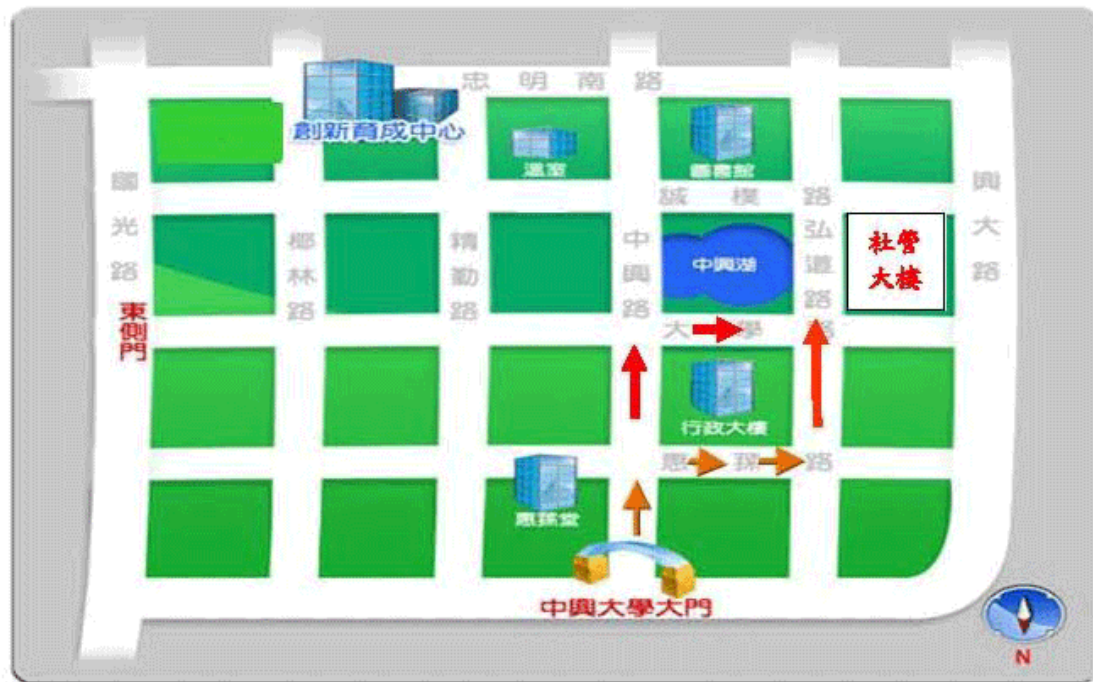 忠明南路
創新育成中心
溫室
圖書館
國光路
誠樸路
興大路
椰林路
精勤路
中興路
中興湖
弘道路
社管
大樓
東側門
大學路
行政大樓
惠蓀路
惠蓀堂
中興大學大門
N